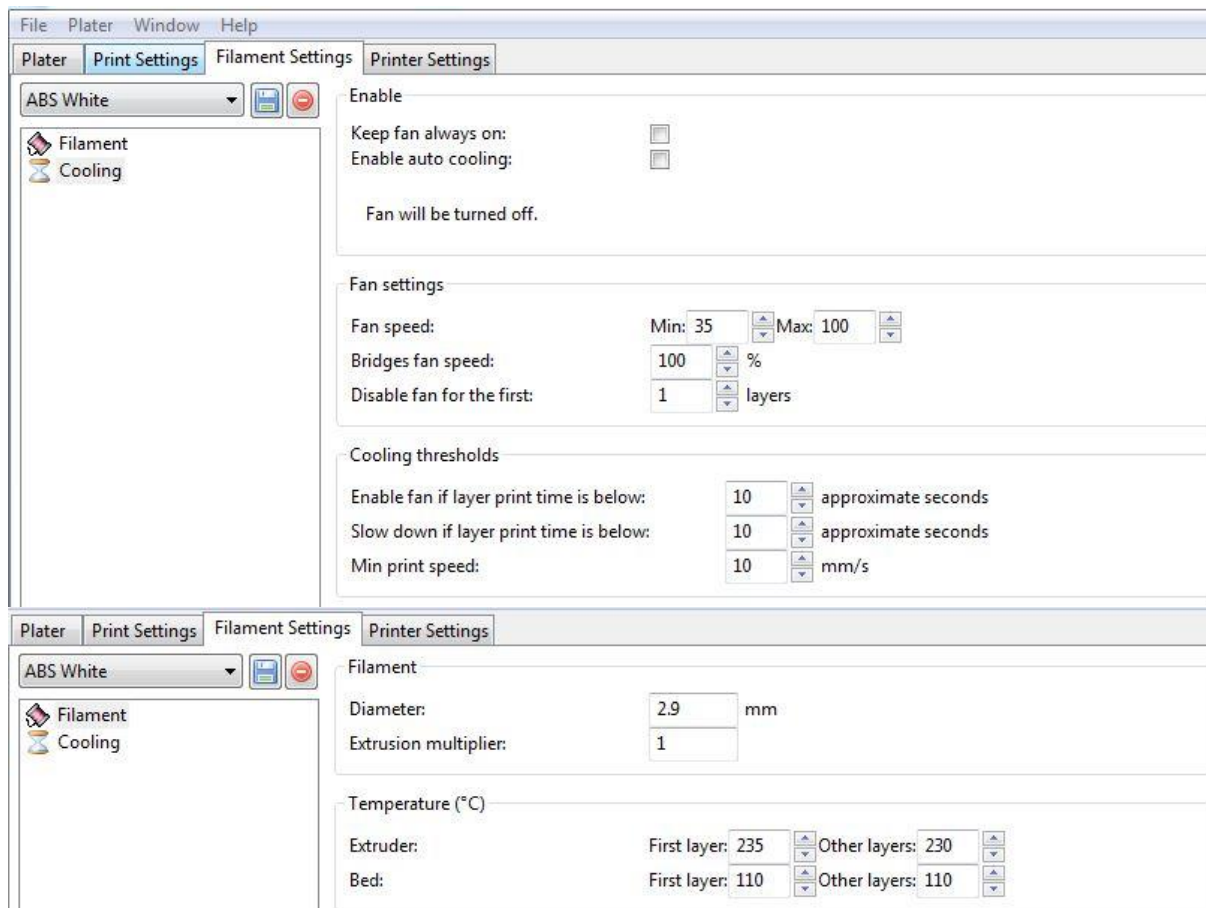 File Plater Window Help
Plater Print Settings Filament Settings Printer Settings
ABS White
Filament
Cooling
Enable
Keep fan always on:
Enable auto cooling:
Fan will be turned off.
Fan settings
Fan speed: Min: 35 Max: 100
Bridges fan speed: 100 %
Disable fan for the first: 1 layers
Cooling thresholds
Enable fan if layer print time is below: 10 approximate seconds
Slow down if layer print time is below: 10 approximate seconds
Min print speed: 10 mm/s
Plater Print Settings Filament Settings Printer Settings
ABS White
Filament
Cooling
Filament
Diameter: 2.9 mm
Extrusion multiplier: 1
Temperature (°C)
Extruder: First layer: 235 Other layers: 230
Bed: First layer: 110 Other layers: 110